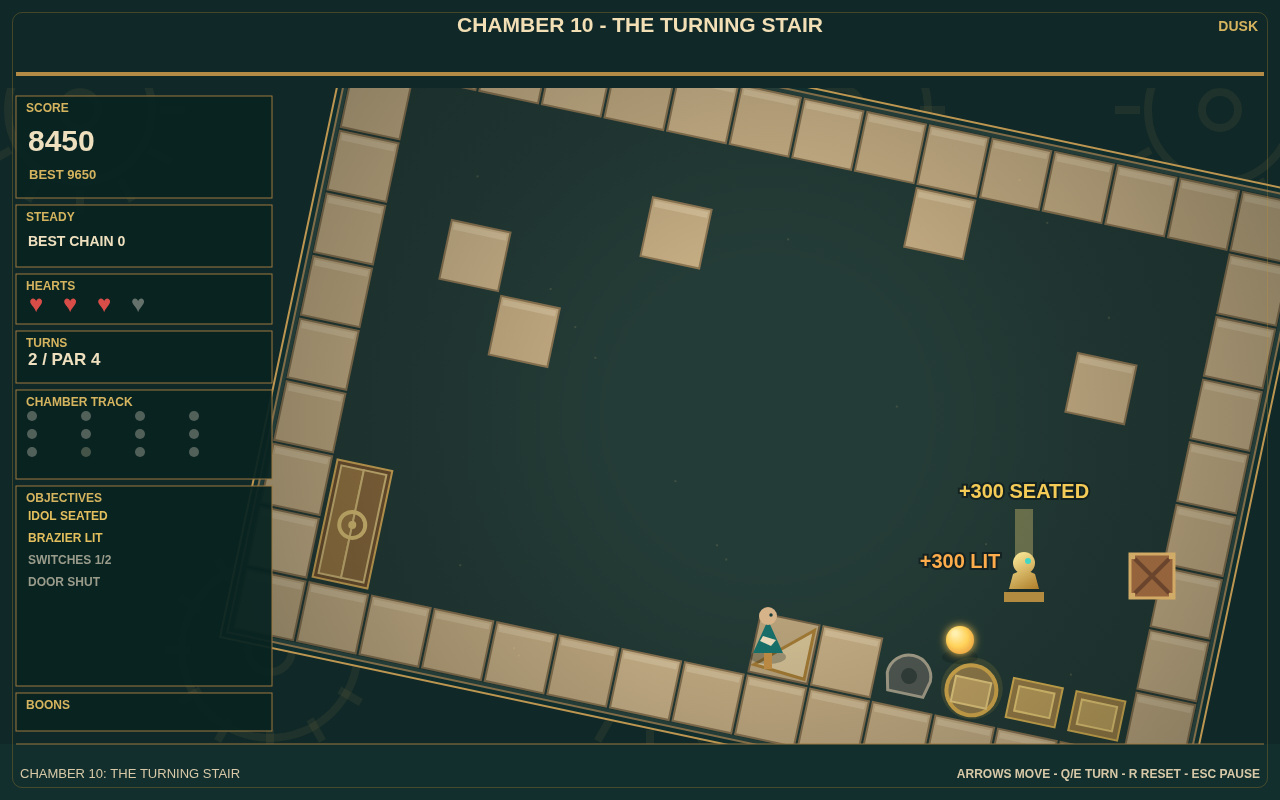 CHAMBER 10 - THE TURNING STAIR
DUSK
SCORE
8450
BEST 9650
STEADY
BEST CHAIN 0
HEARTS
TURNS
2 / PAR 4
CHAMBER TRACK
OBJECTIVES
IDOL SEATED
BRAZIER LIT
SWITCHES 1/2
DOOR SHUT
BOONS
+300 SEATED
+300 LIT
CHAMBER 10: THE TURNING STAIR
ARROWS MOVE - Q/E TURN - R RESET - ESC PAUSE